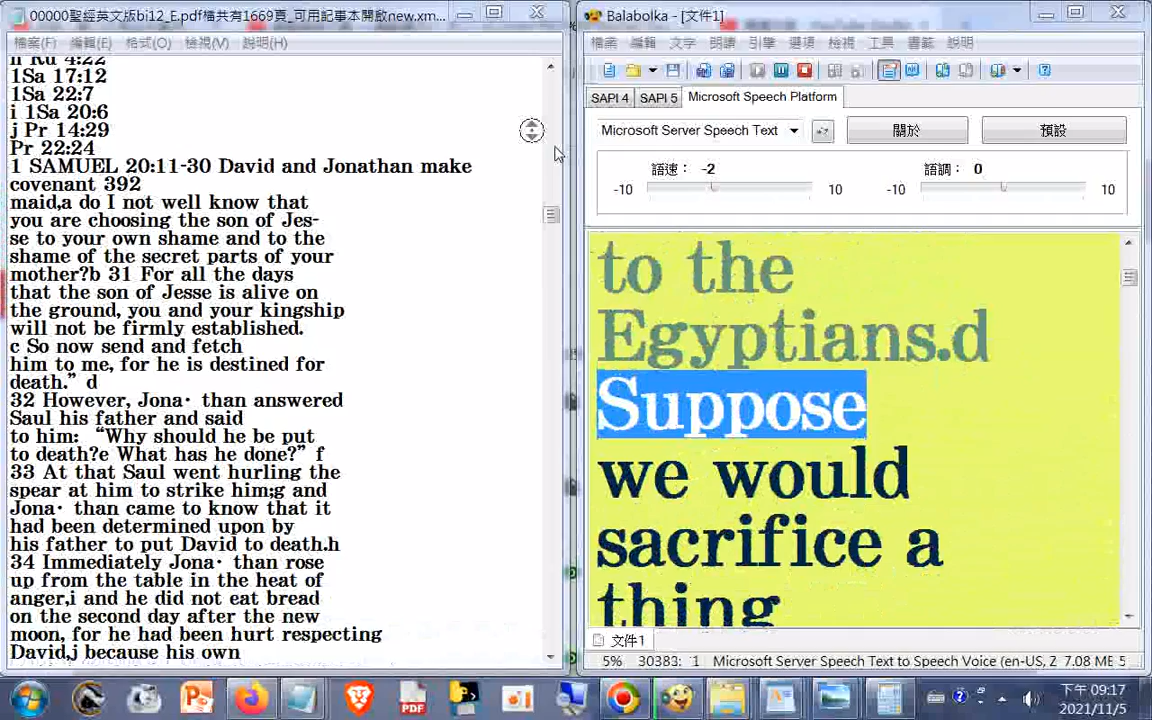 00000聖經英文版bi12_E.pdf檔共有1669頁_可用記事本開啟new.xm...
檔案(F) 編輯(E) 格式(O) 檢視(V) 說明(H)
h Ru 4:22
1Sa 17:12
1Sa 22:7
i 1Sa 20:6
j Pr 14:29
Pr 22:24
1 SAMUEL 20:11-30 David and Jonathan make
covenant 392
maid,a do I not well know that
you are choosing the son of Jes-
se to your own shame and to the
shame of the secret parts of your
mother?b 31 For all the days
that the son of Jesse is alive on
the ground, you and your kingship
will not be firmly established.
c So now send and fetch
him to me, for he is destined for
death.” d
32 However, Jona· than answered
Saul his father and said
to him: “Why should he be put
to death?e What has he done?” f
33 At that Saul went hurling the
spear at him to strike him;g and
Jona· than came to know that it
had been determined upon by
his father to put David to death.h
34 Immediately Jona· than rose
up from the table in the heat of
anger,i and he did not eat bread
on the second day after the new
moon, for he had been hurt respecting
David,j because his own
Balabolka - [文件1]
檔案 編輯 文字 朗讀 引擎 選項 檢視 工具 書籤 說明
SAPI 4 SAPI 5 Microsoft Speech Platform
Microsoft Server Speech Text 關於 預設
語速： -2 語調： 0
-10 10 -10 10
to the
Egyptians.d
Suppose
we would
sacrifice a
thing
文件1
5% 30383: 1 Microsoft Server Speech Text to Speech Voice (en-US, 2 7.08 MB 5
下午 09:17
2021/11/5